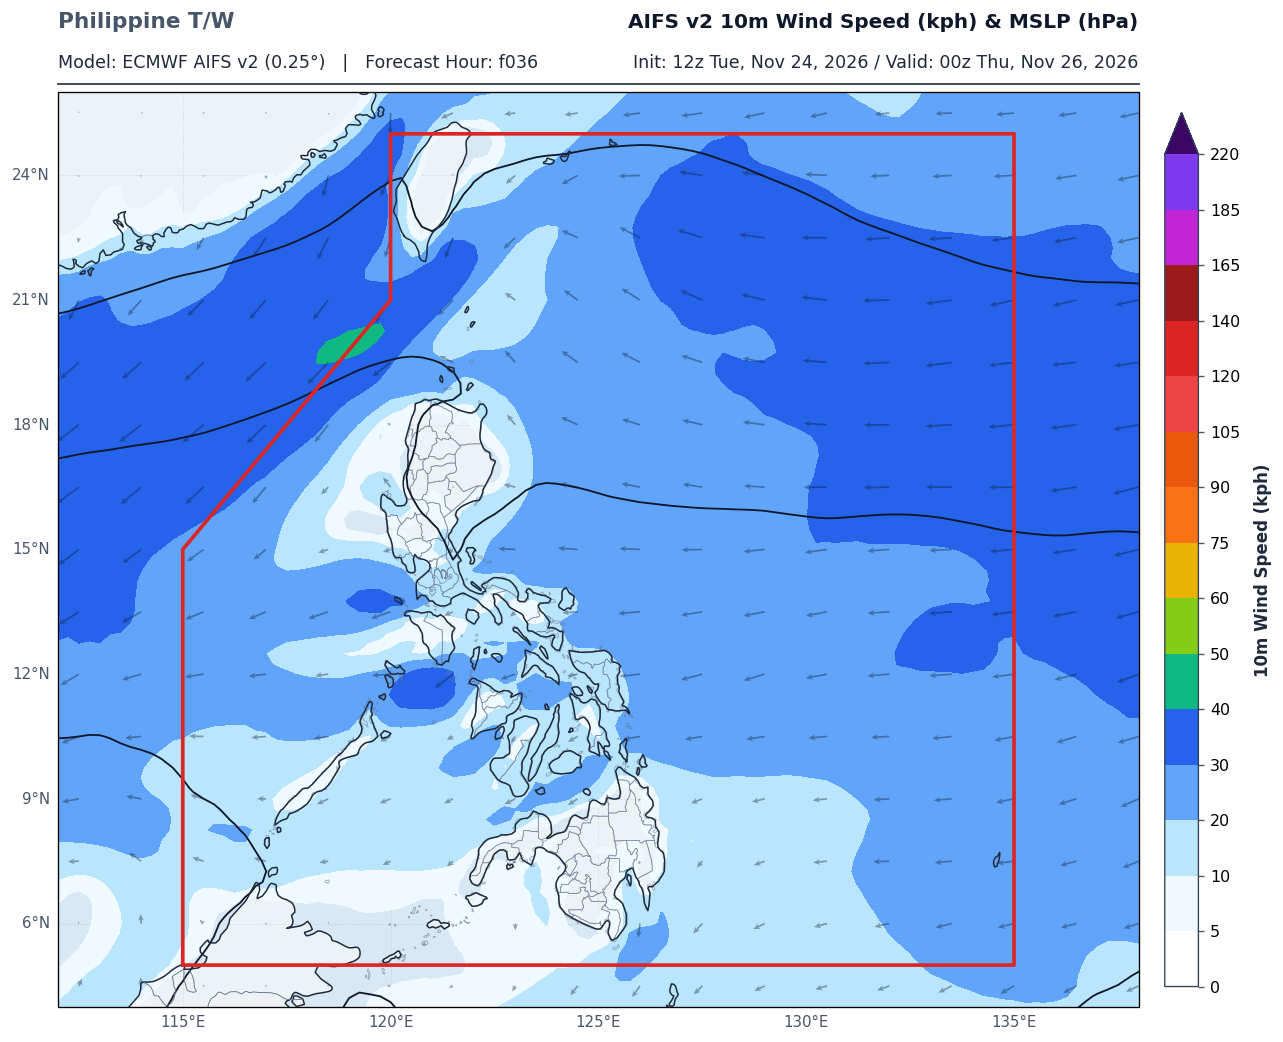 Philippine T/W
AIFS v2 10m Wind Speed (kph) & MSLP (hPa)
Model: ECMWF AIFS v2 (0.25°) | Forecast Hour: f036
Init: 12z Tue, Nov 24, 2026 / Valid: 00z Thu, Nov 26, 2026
24°N
21°N
18°N
15°N
12°N
9°N
6°N
115°E
120°E
125°E
130°E
135°E
220
185
165
140
120
105
90
75
60
50
40
30
20
10
5
0
10m Wind Speed (kph)